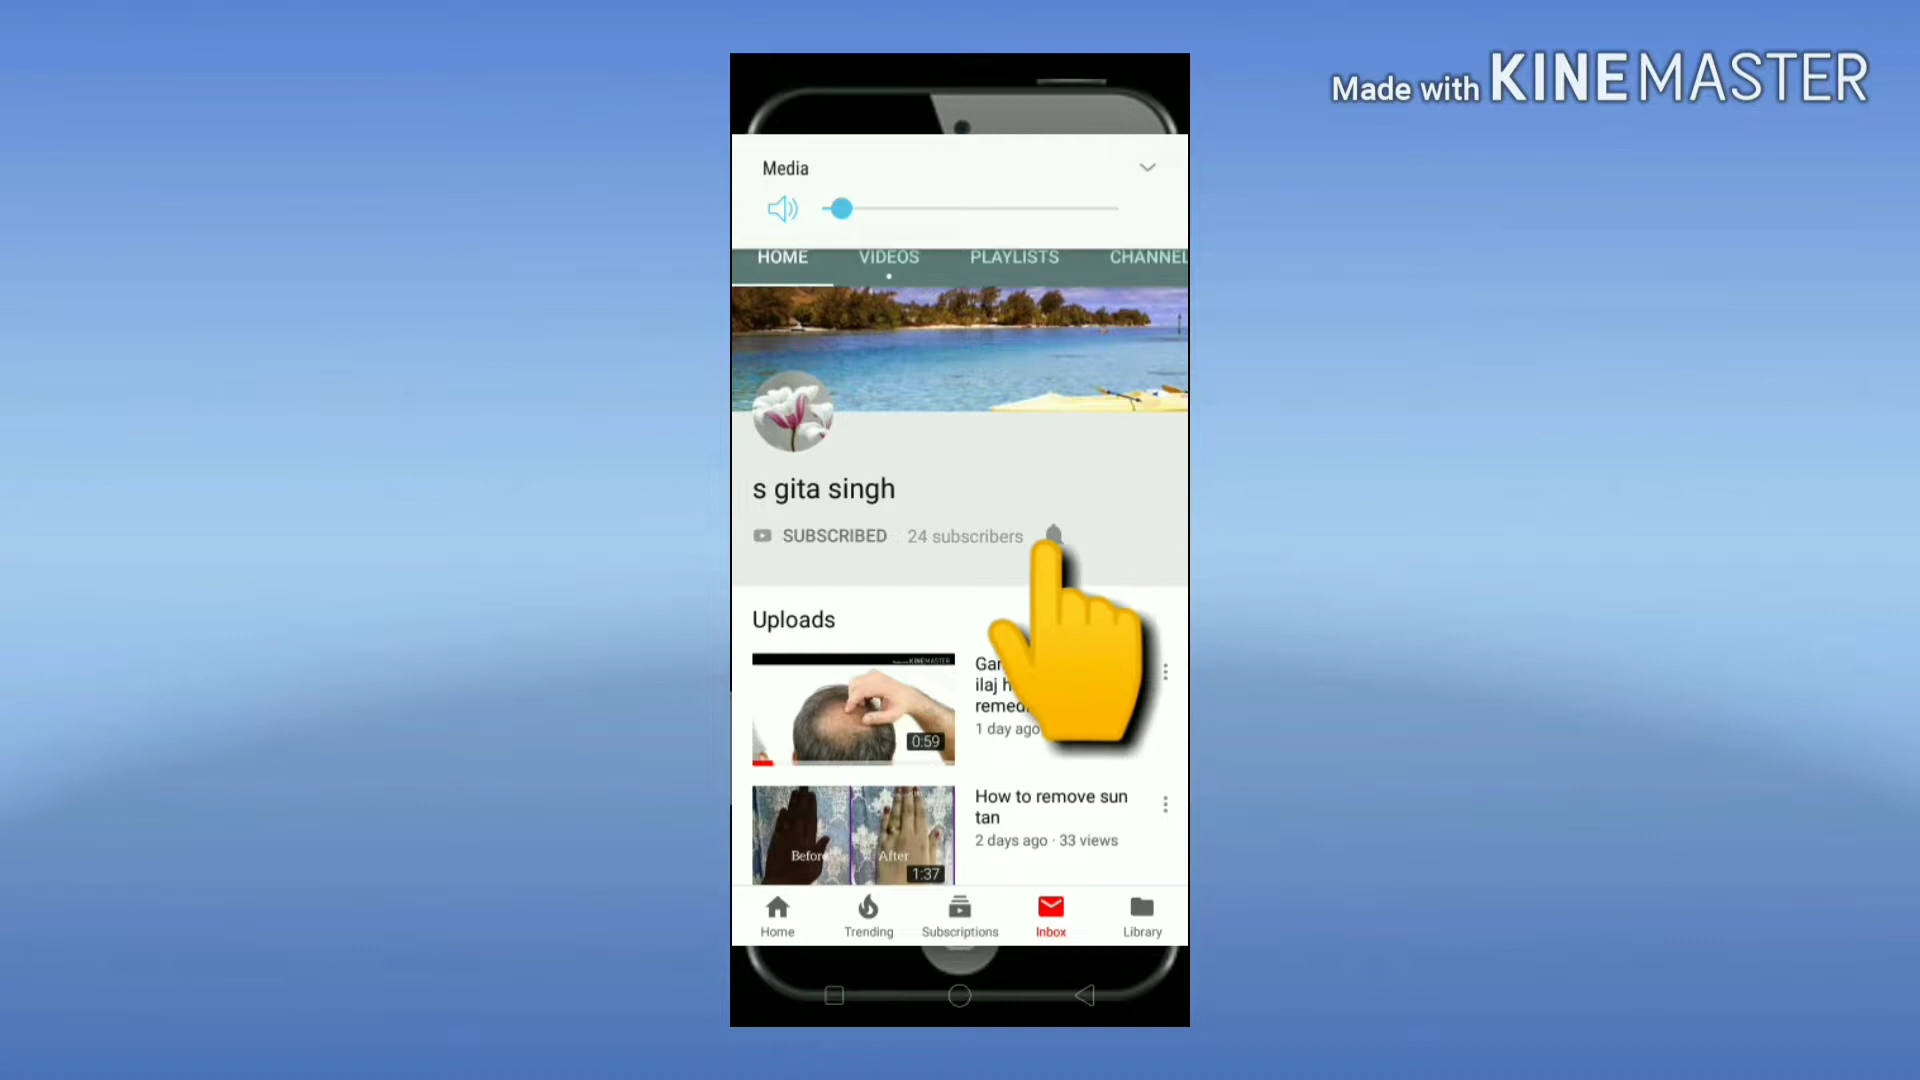 Made with KINEMASTER
Media
HOME VIDEOS PLAYLISTS CHANNEL
s gita singh
SUBSCRIBED 24 subscribers
Uploads
0:59
ilaj
1 day ago
Before After
1:37
How to remove sun
tan
2 days ago · 33 views
Home Trending Subscriptions Inbox Library